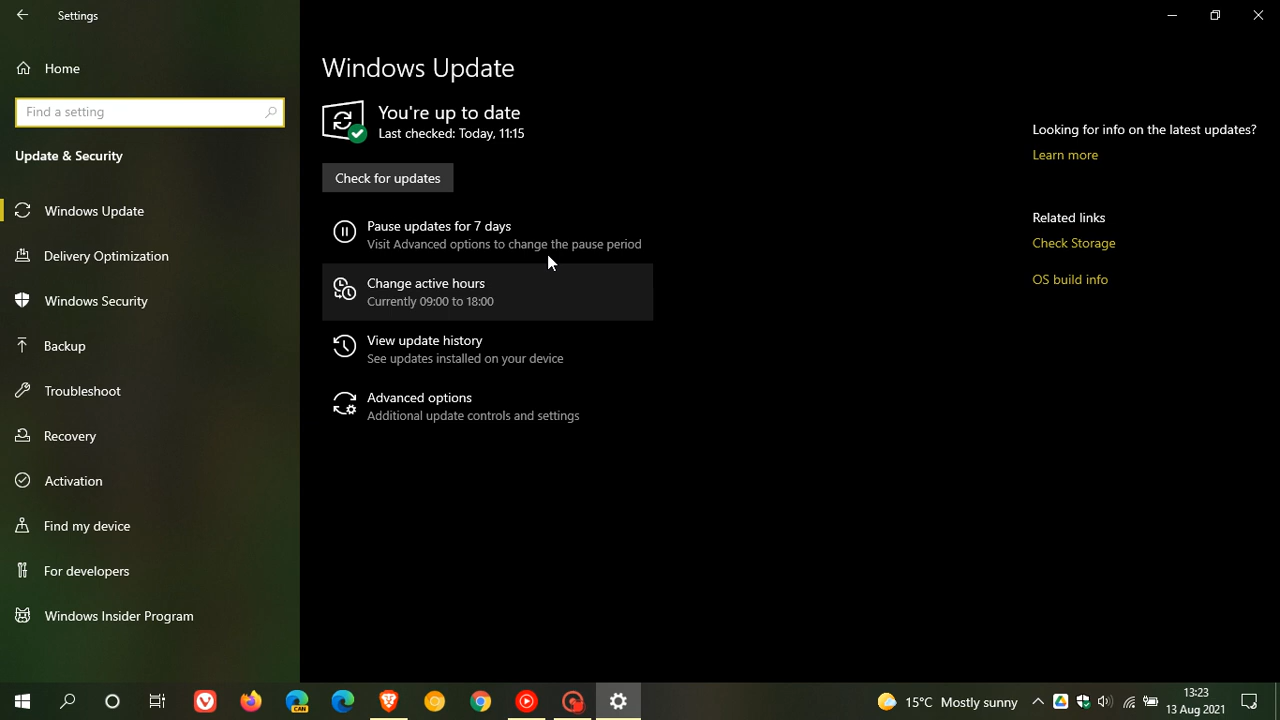 Settings
Home
Find a setting
Update & Security
Windows Update
Delivery Optimization
Windows Security
Backup
Troubleshoot
Recovery
Activation
Find my device
For developers
Windows Insider Program
Windows Update
You're up to date
Last checked: Today, 11:15
Check for updates
Pause updates for 7 days
Visit Advanced options to change the pause period
Change active hours
Currently 09:00 to 18:00
View update history
See updates installed on your device
Advanced options
Additional update controls and settings
Looking for info on the latest updates?
Learn more
Related links
Check Storage
OS build info
CAN
15°C Mostly sunny
13:23
13 Aug 2021